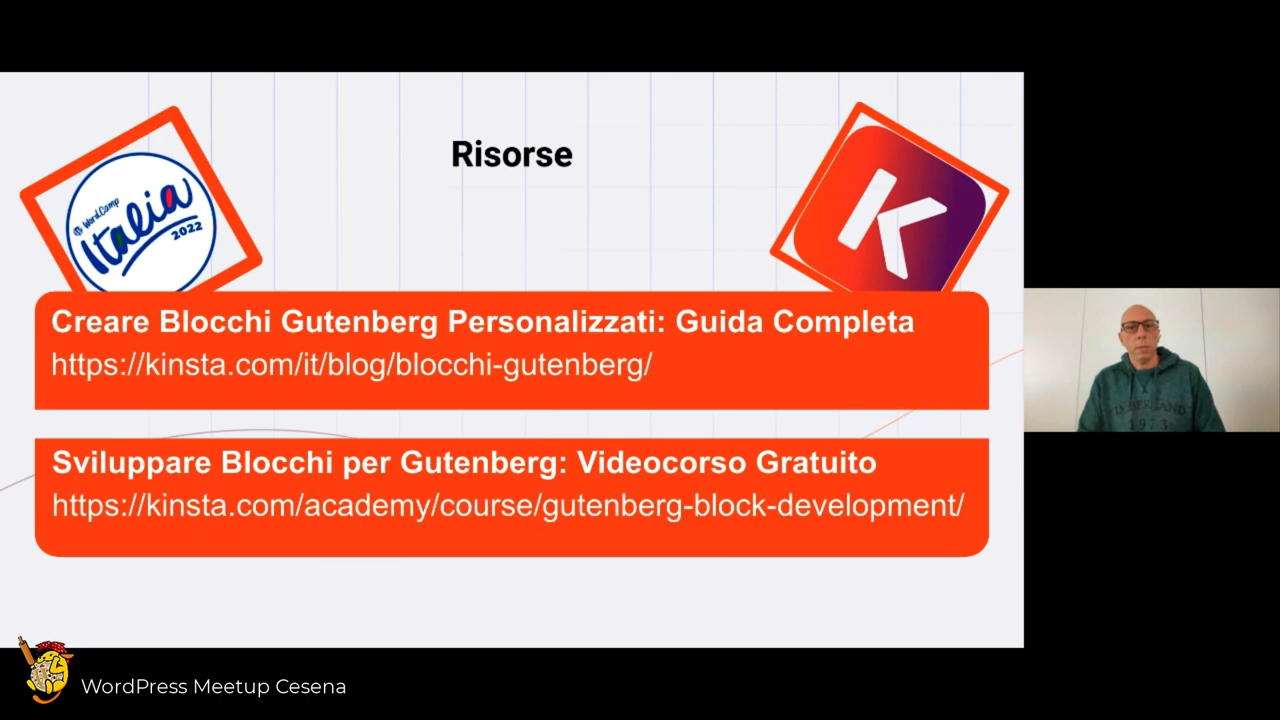 Risorse
WordCamp
Italia
2022
K
Creare Blocchi Gutenberg Personalizzati: Guida Completa
https://kinsta.com/it/blog/blocchi-gutenberg/
Sviluppare Blocchi per Gutenberg: Videocorso Gratuito
https://kinsta.com/academy/course/gutenberg-block-development/
1973
WordPress Meetup Cesena